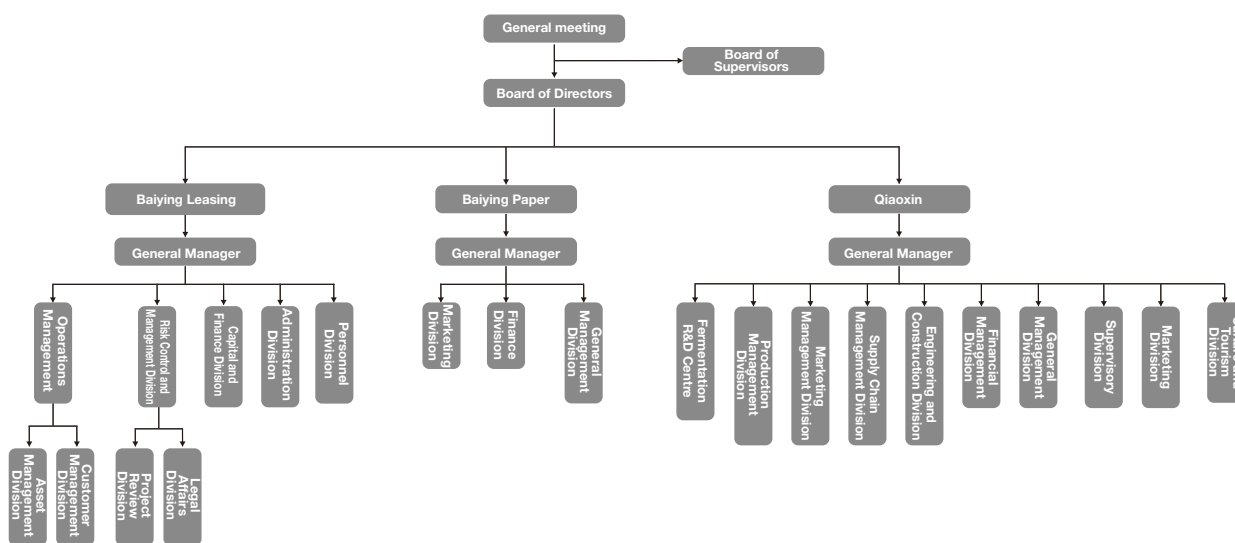 General meeting
Board of
Supervisors
Board of Directors
Baiying Leasing
Baiying Paper
Qiaoxin
General Manager
General Manager
General Manager
Operations
Management
Risk Control and
Management Division
Capital and
Finance Division
Administration
Division
Personnel
Division
Marketing
Division
Finance
Division
General
Management
Division
Fermentation
R&D Centre
Production
Management
Division
Marketing
Management Division
Supply Chain
Management Division
Engineering and
Construction Division
Financial
Management
Division
General
Management
Division
Supervisory
Division
Marketing
Division
Tourism
Division
Asset
Management
Division
Customer
Management
Division
Project
Review
Division
Legal
Affairs
Division